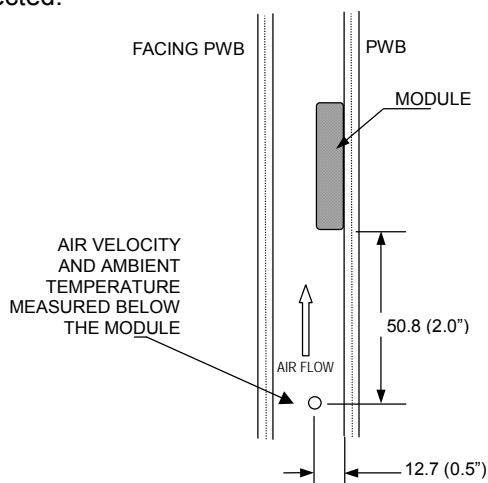 FACING PWB
PWB
MODULE
AIR VELOCITY
AND AMBIENT
TEMPERATURE
MEASURED BELOW
THE MODULE
AIR FLOW
50.8 (2.0")
12.7 (0.5")